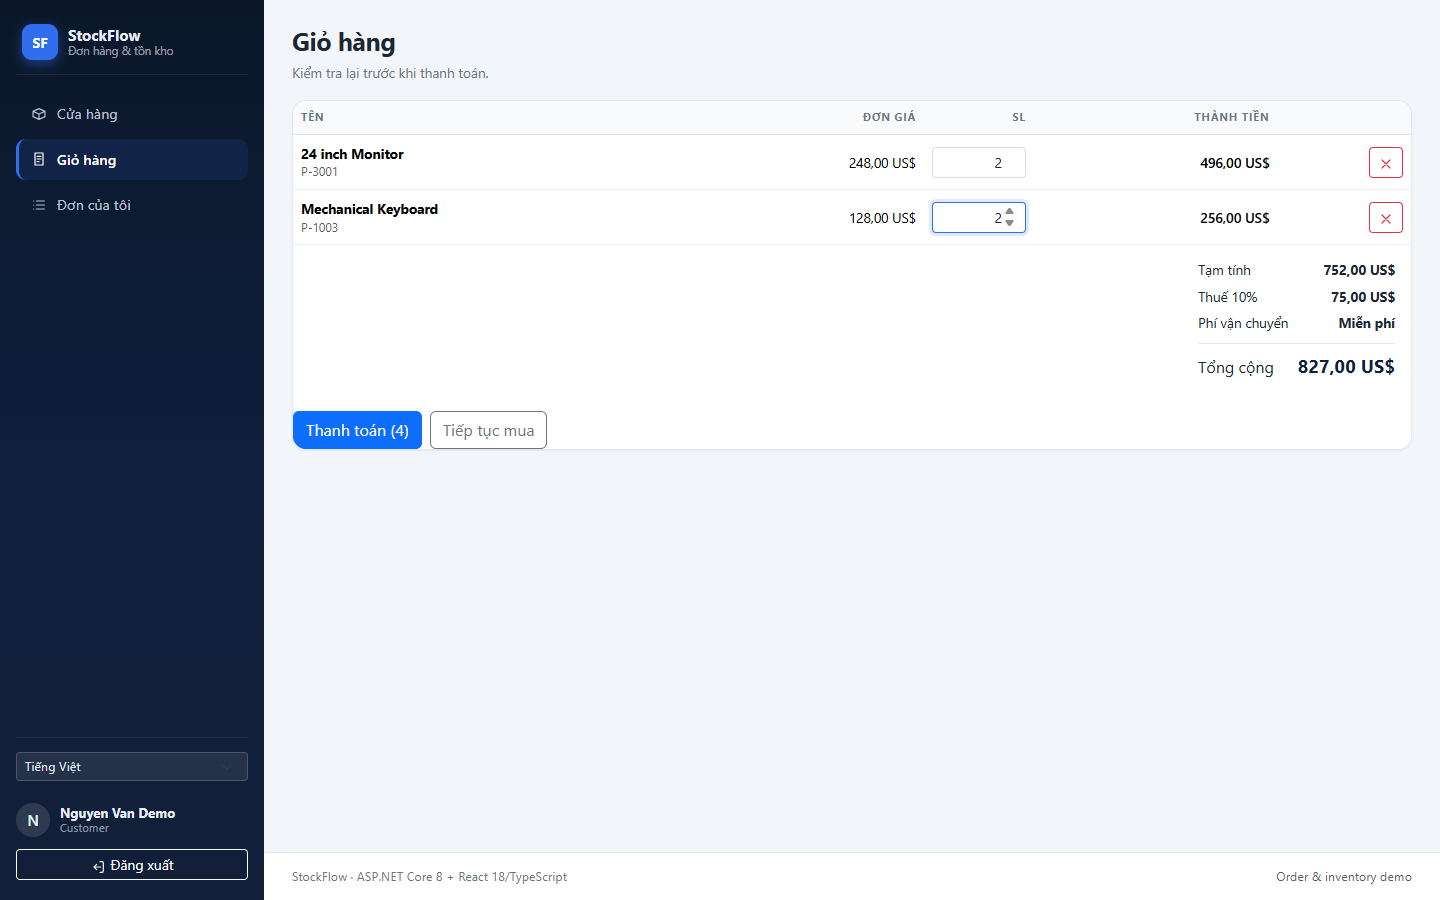 SF
StockFlow
Đơn hàng & tồn kho
Cửa hàng
Giỏ hàng
Đơn của tôi
Tiếng Việt
N
Nguyen Van Demo
Customer
Đăng xuất
Giỏ hàng
Kiểm tra lại trước khi thanh toán.
TÊN ĐƠN GIÁ SL THÀNH TIỀN
24 inch Monitor
P-3001
248,00 US$ 2 496,00 US$
Mechanical Keyboard
P-1003
128,00 US$ 2 256,00 US$
Tạm tính 752,00 US$
Thuế 10% 75,00 US$
Phí vận chuyển Miễn phí
Tổng cộng 827,00 US$
Thanh toán (4) Tiếp tục mua
StockFlow · ASP.NET Core 8 + React 18/TypeScript
Order & inventory demo